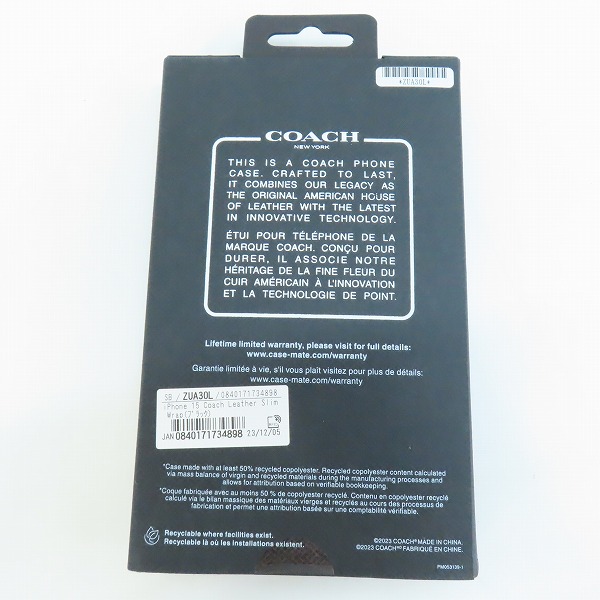 *ZUA30L*
COACH
NEW YORK
THIS IS A COACH PHONE
CASE. CRAFTED TO LAST,
IT COMBINES OUR LEGACY AS
THE ORIGINAL AMERICAN HOUSE
OF LEATHER WITH THE LATEST
IN INNOVATIVE TECHNOLOGY.
ÉTUI POUR TÉLÉPHONE DE LA
MARQUE COACH. CONÇU POUR
DURER, IL ASSOCIE NOTRE
HÉRITAGE DE LA FINE FLEUR DU
CUIR AMÉRICAIN À L'INNOVATION
ET LA TECHNOLOGIE DE POINT.
Lifetime limited warranty, please visit for full details:
www.case-mate.com/warranty
Garantie limitée à vie, s'il vous plait visitez pour plus de détails:
www.case-mate.com/warranty
SB / ZUA30L /0840171734898
iPhone 15 Coach Leather Slim
Wrap(ブラック)
JAN 0840171734898 23/12/05
*Case made with at least 50% recycled copolyester. Recycled copolyester content calculated
via mass balance of virgin and recycled materials during the manufacturing processes and
allows for attribution based on verifiable bookkeeping.
*Coque fabriquée avec au moins 50 % de copolyester recyclé. Contenu en copolyester recyclé
calculé via le bilan massique des matériaux vierges et recyclés au cours des processus de
fabrication et permet une attribution basée sur une comptabilité vérifiable.
Recyclable where facilities exist.
Recyclable là où les installations existent.
©2023 COACH® MADE IN CHINA.
©2023 COACH® FABRIQUÉ EN CHINE.
PM053139-1